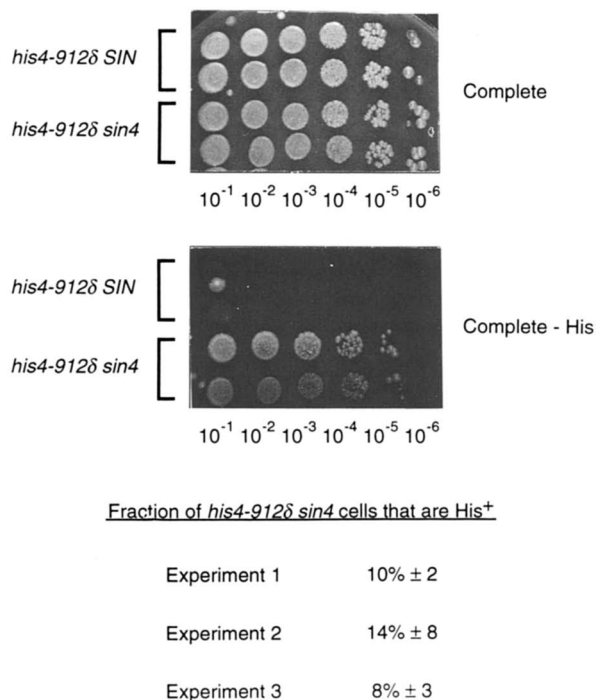 his4-912δ SIN
his4-912δ sin4
Complete
10-1 10-2 10-3 10-4 10-5 10-6
his4-912δ SIN
his4-912δ sin4
Complete - His
10-1 10-2 10-3 10-4 10-5 10-6
Fraction of his4-912δ sin4 cells that are His+
Experiment 1 10% ± 2
Experiment 2 14% ± 8
Experiment 3 8% ± 3